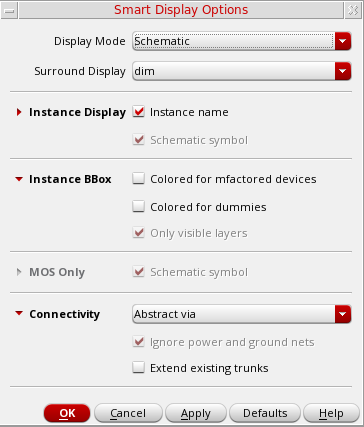 Smart Display Options
Display Mode Schematic
Surround Display dim
Instance Display Instance name
Schematic symbol
Instance BBox Colored for mfactored devices
Colored for dummies
Only visible layers
MOS Only Schematic symbol
Connectivity Abstract via
Ignore power and ground nets
Extend existing trunks
OK Cancel Apply Defaults Help